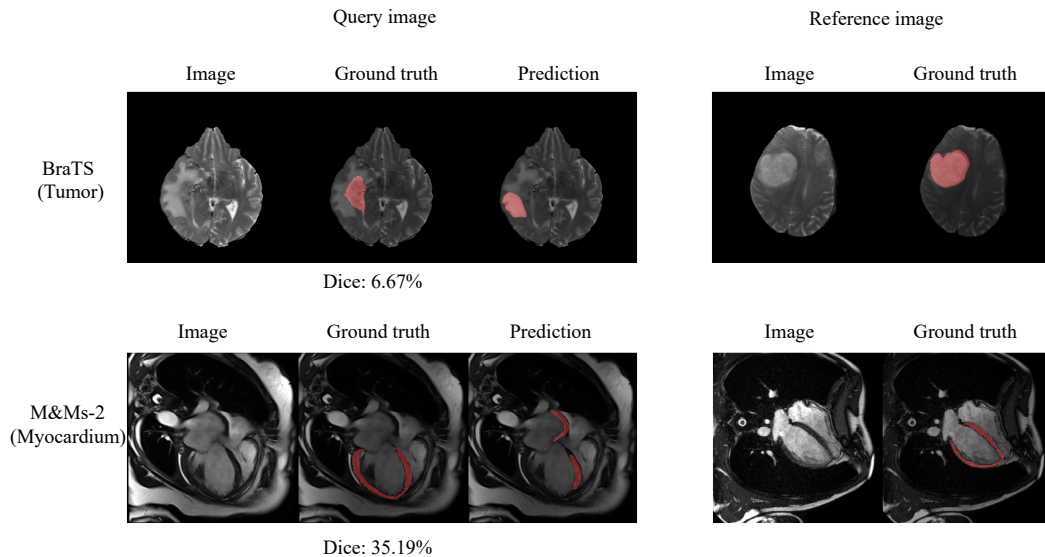 Query image
Reference image
Image
Ground truth
Prediction
Image
Ground truth
BraTS
(Tumor)
Dice: 6.67%
Image
Ground truth
Prediction
Image
Ground truth
M&Ms-2
(Myocardium)
Dice: 35.19%